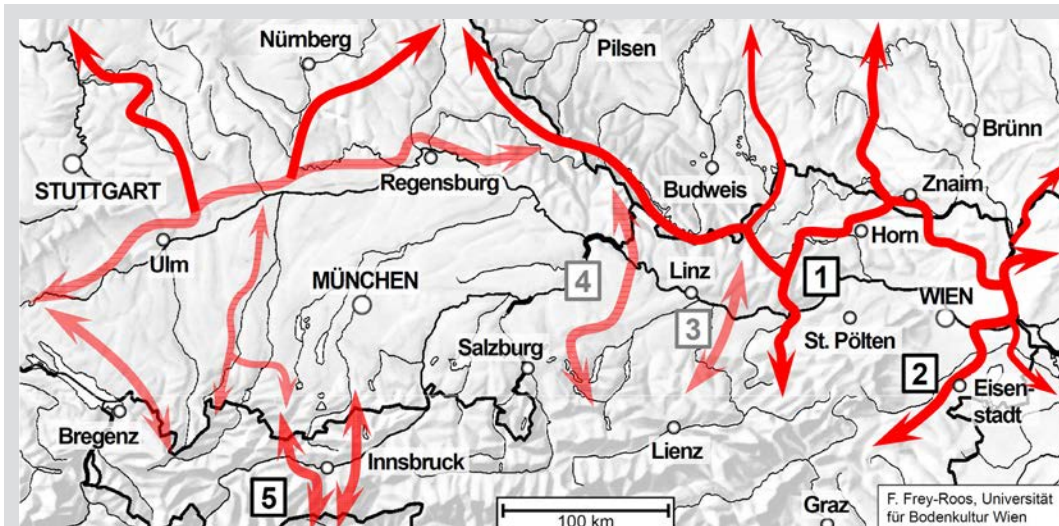 Nürnberg
Pilsen
Brünn
STUTTGART
Regensburg
Budweis
Znaim
Horn
Ulm
MÜNCHEN
4
Linz
1
WIEN
3
St. Pölten
Salzburg
2
Eisen-
stadt
Bregenz
Lienz
Innsbruck
5
100 km
Graz
F. Frey-Roos, Universität
für Bodenkultur Wien